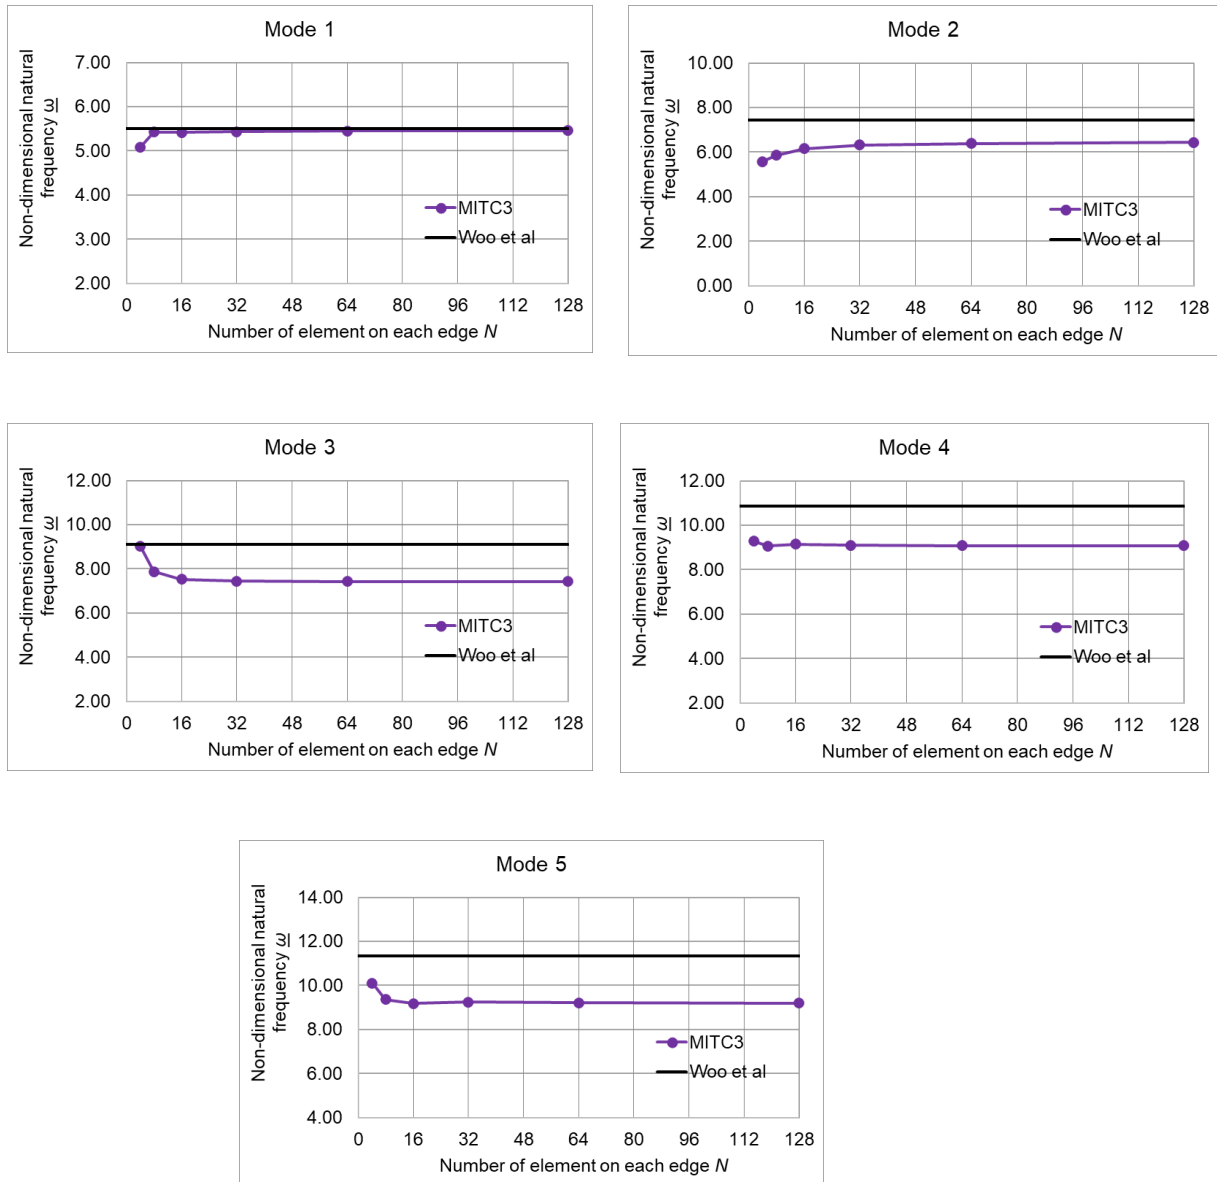 Mode 1
Non-dimensional natural
frequency ω
7.00
6.00
5.00
4.00
3.00
2.00
MITC3
Woo et al
0 16 32 48 64 80 96 112 128
Number of element on each edge N
Mode 2
Non-dimensional natural
frequency ω
10.00
8.00
6.00
4.00
2.00
0.00
MITC3
Woo et al
0 16 32 48 64 80 96 112 128
Number of element on each edge N
Mode 3
Non-dimensional natural
frequency ω
12.00
10.00
8.00
6.00
4.00
2.00
MITC3
Woo et al
0 16 32 48 64 80 96 112 128
Number of element on each edge N
Mode 4
Non-dimensional natural
frequency ω
12.00
10.00
8.00
6.00
4.00
2.00
MITC3
Woo et al
0 16 32 48 64 80 96 112 128
Number of element on each edge N
Mode 5
Non-dimensional natural
frequency ω
14.00
12.00
10.00
8.00
6.00
4.00
MITC3
Woo et al
0 16 32 48 64 80 96 112 128
Number of element on each edge N